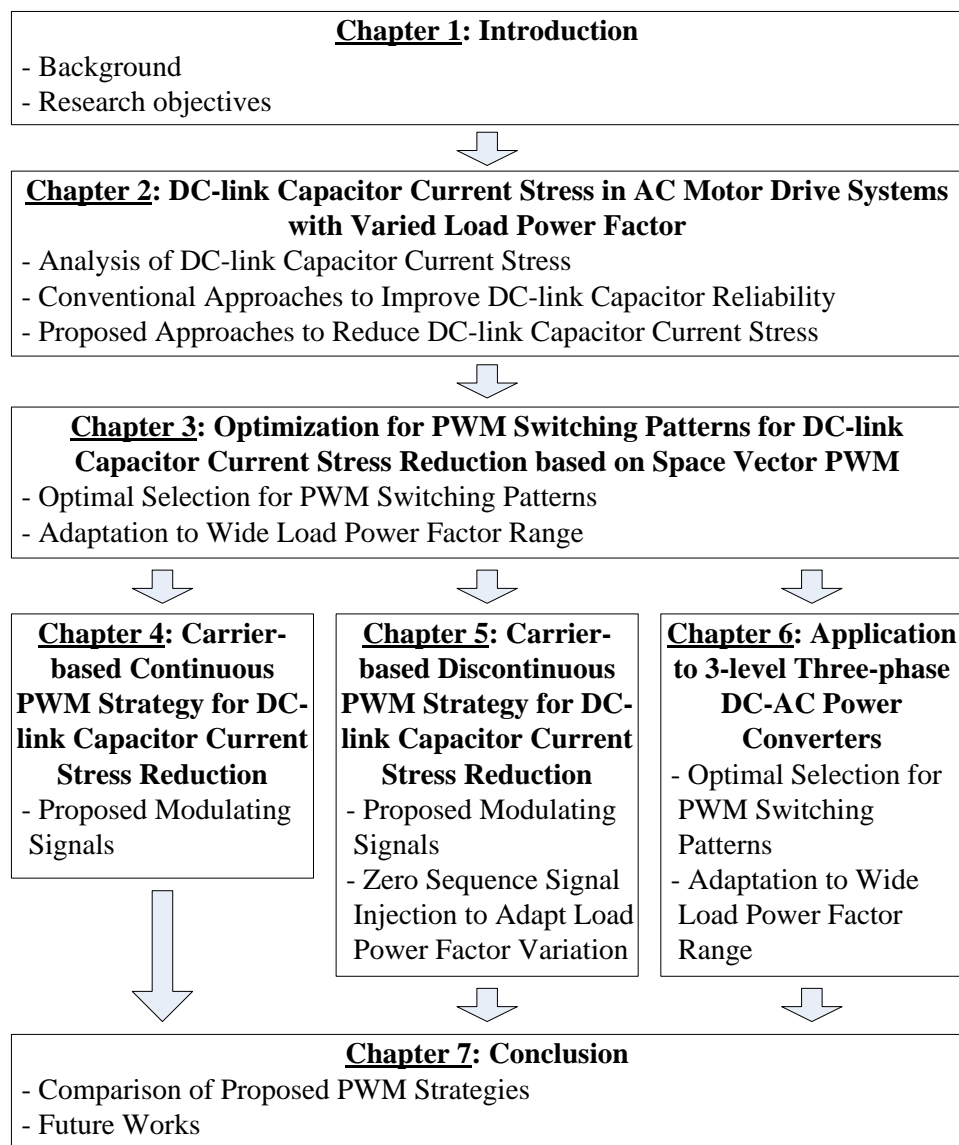 Chapter 1: Introduction
- Background
- Research objectives
Chapter 2: DC-link Capacitor Current Stress in AC Motor Drive Systems
with Varied Load Power Factor
- Analysis of DC-link Capacitor Current Stress
- Conventional Approaches to Improve DC-link Capacitor Reliability
- Proposed Approaches to Reduce DC-link Capacitor Current Stress
Chapter 3: Optimization for PWM Switching Patterns for DC-link
Capacitor Current Stress Reduction based on Space Vector PWM
- Optimal Selection for PWM Switching Patterns
- Adaptation to Wide Load Power Factor Range
Chapter 4: Carrier-
based Continuous
PWM Strategy for DC-
link Capacitor Current
Stress Reduction
- Proposed Modulating
Signals
Chapter 5: Carrier-
based Discontinuous
PWM Strategy for DC-
link Capacitor Current
Stress Reduction
- Proposed Modulating
Signals
- Zero Sequence Signal
Injection to Adapt Load
Power Factor Variation
Chapter 6: Application
to 3-level Three-phase
DC-AC Power
Converters
- Optimal Selection for
PWM Switching
Patterns
- Adaptation to Wide
Load Power Factor
Range
Chapter 7: Conclusion
- Comparison of Proposed PWM Strategies
- Future Works